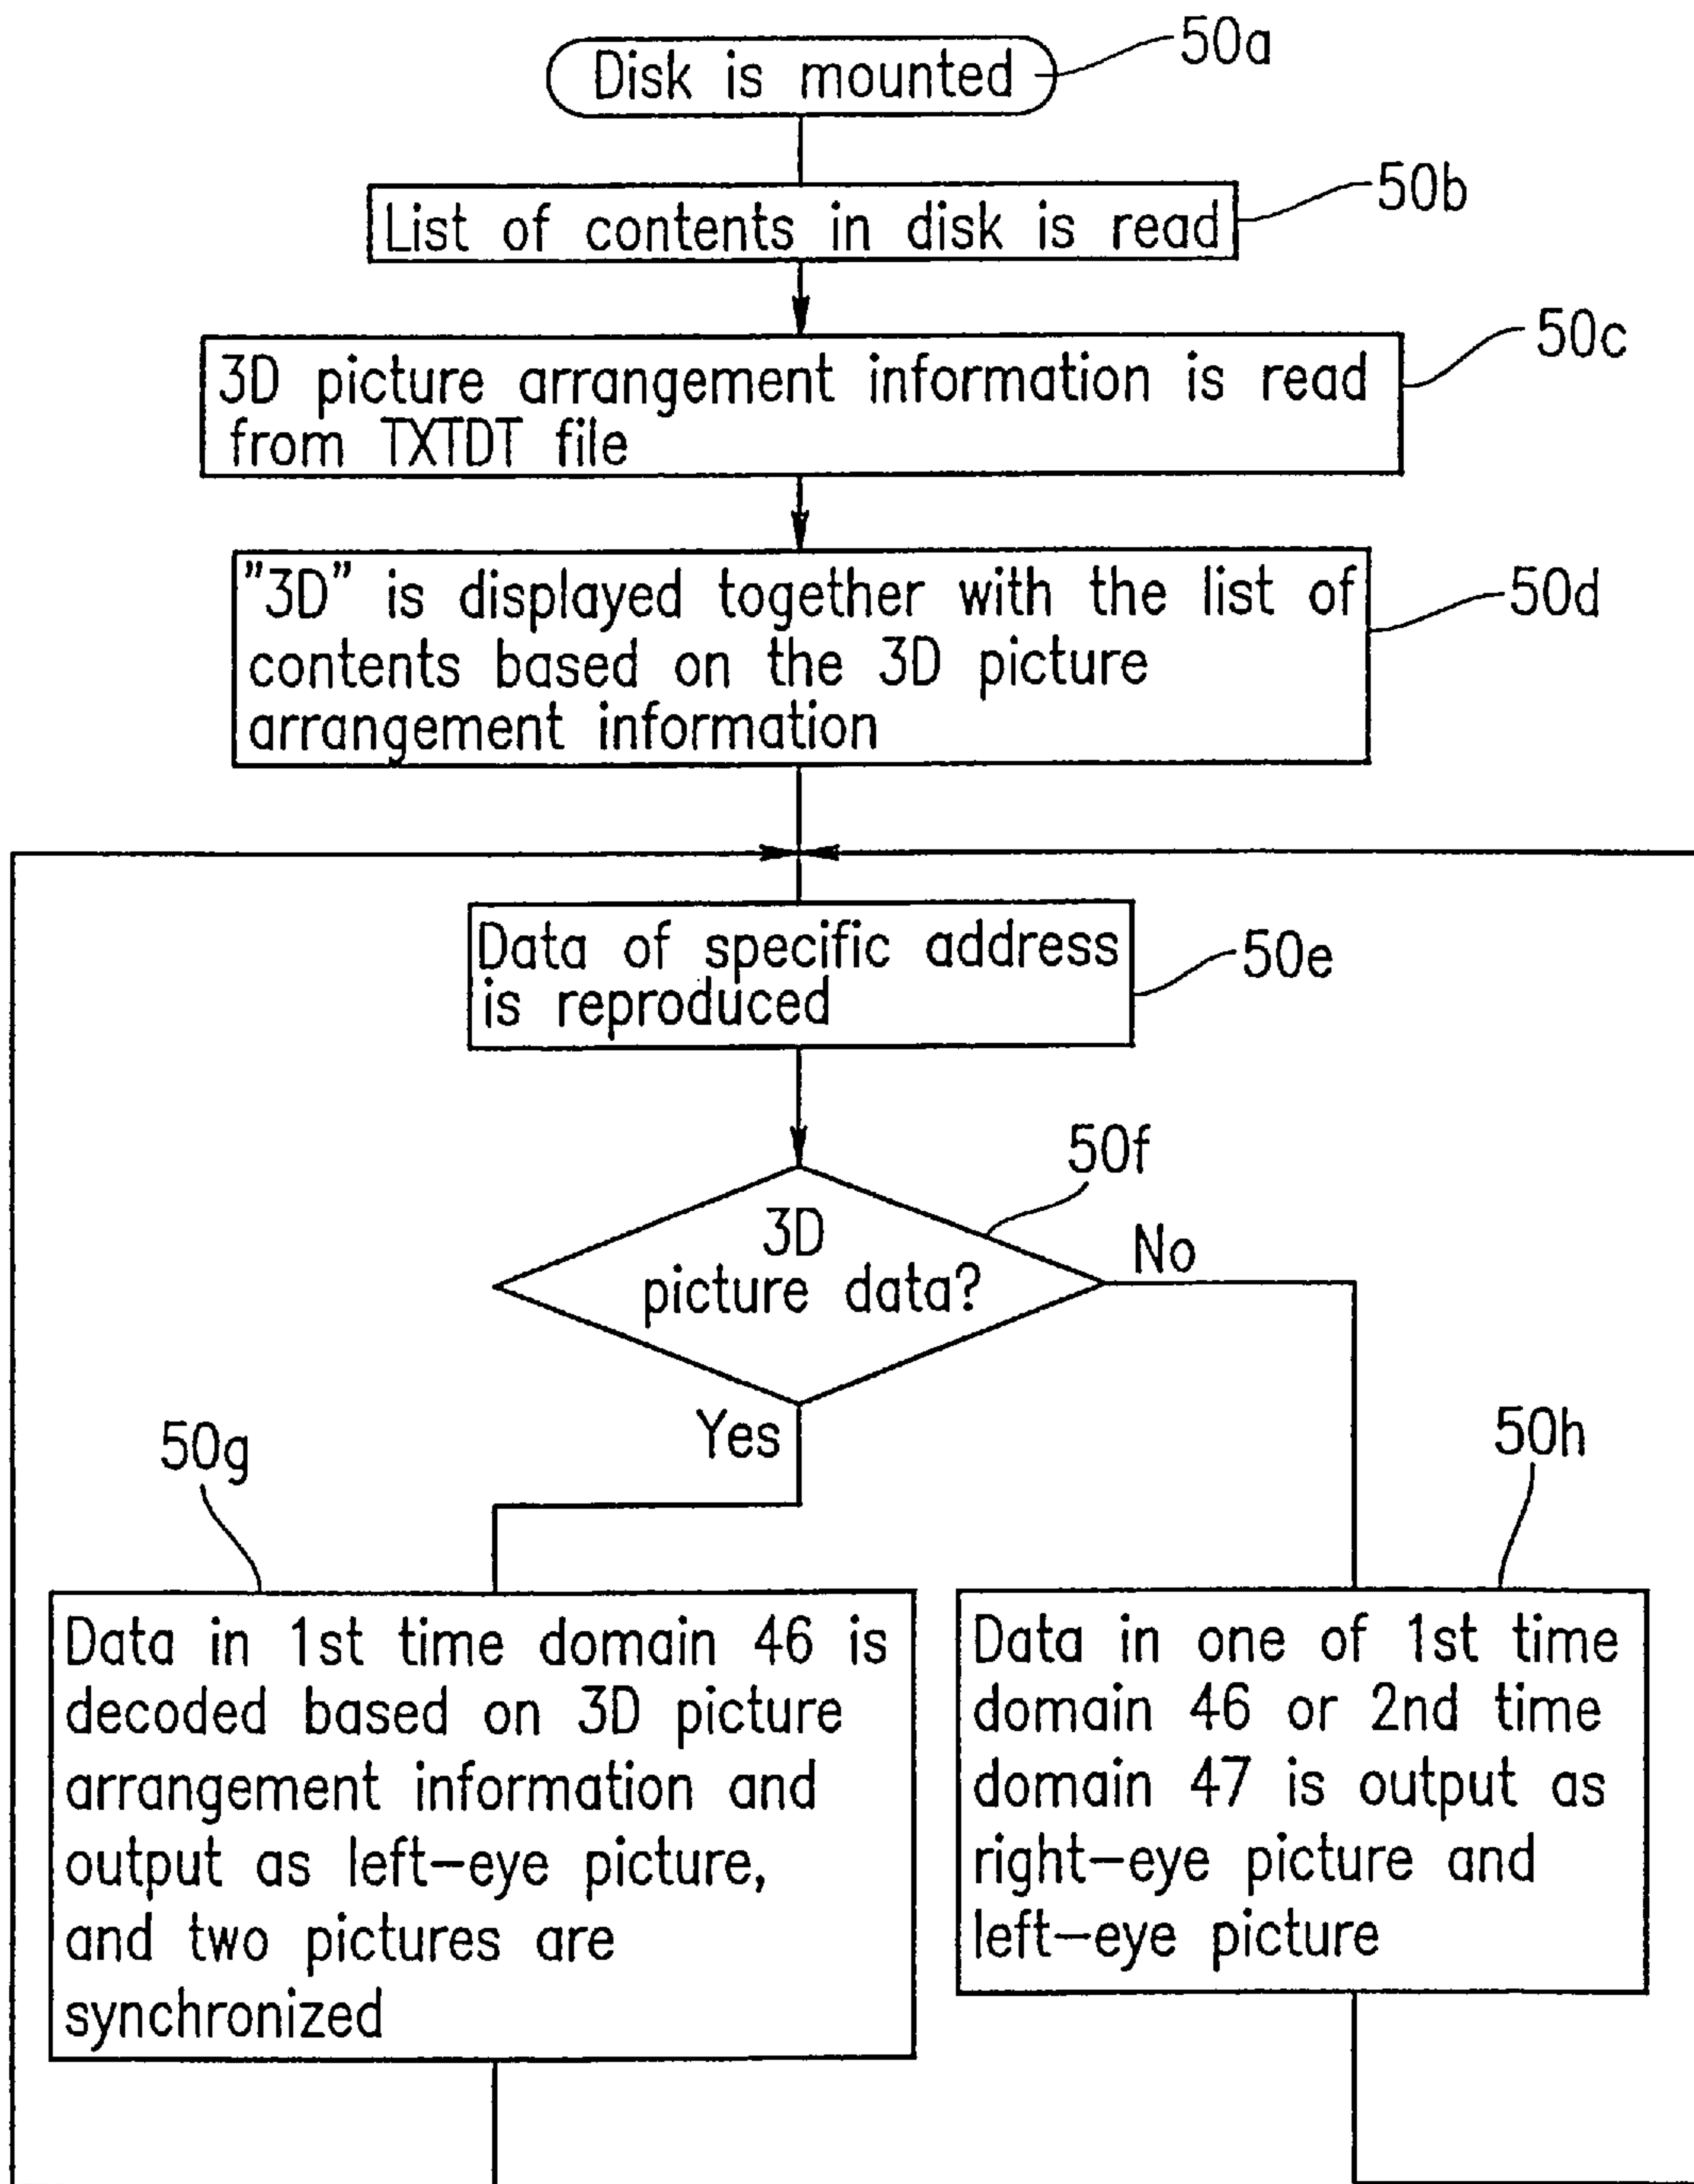 Disk is mounted
50a
List of contents in disk is read
50b
3D picture arrangement information is read
from TXTDT file
50c
"3D" is displayed together with the list of
contents based on the 3D picture
arrangement information
50d
Data of specific address
is reproduced
50e
50f
3D
picture data?
No
Yes
50g
Data in 1st time domain 46 is
decoded based on 3D picture
arrangement information and
output as left-eye picture,
and two pictures are
synchronized
50h
Data in one of 1st time
domain 46 or 2nd time
domain 47 is output as
right-eye picture and
left-eye picture